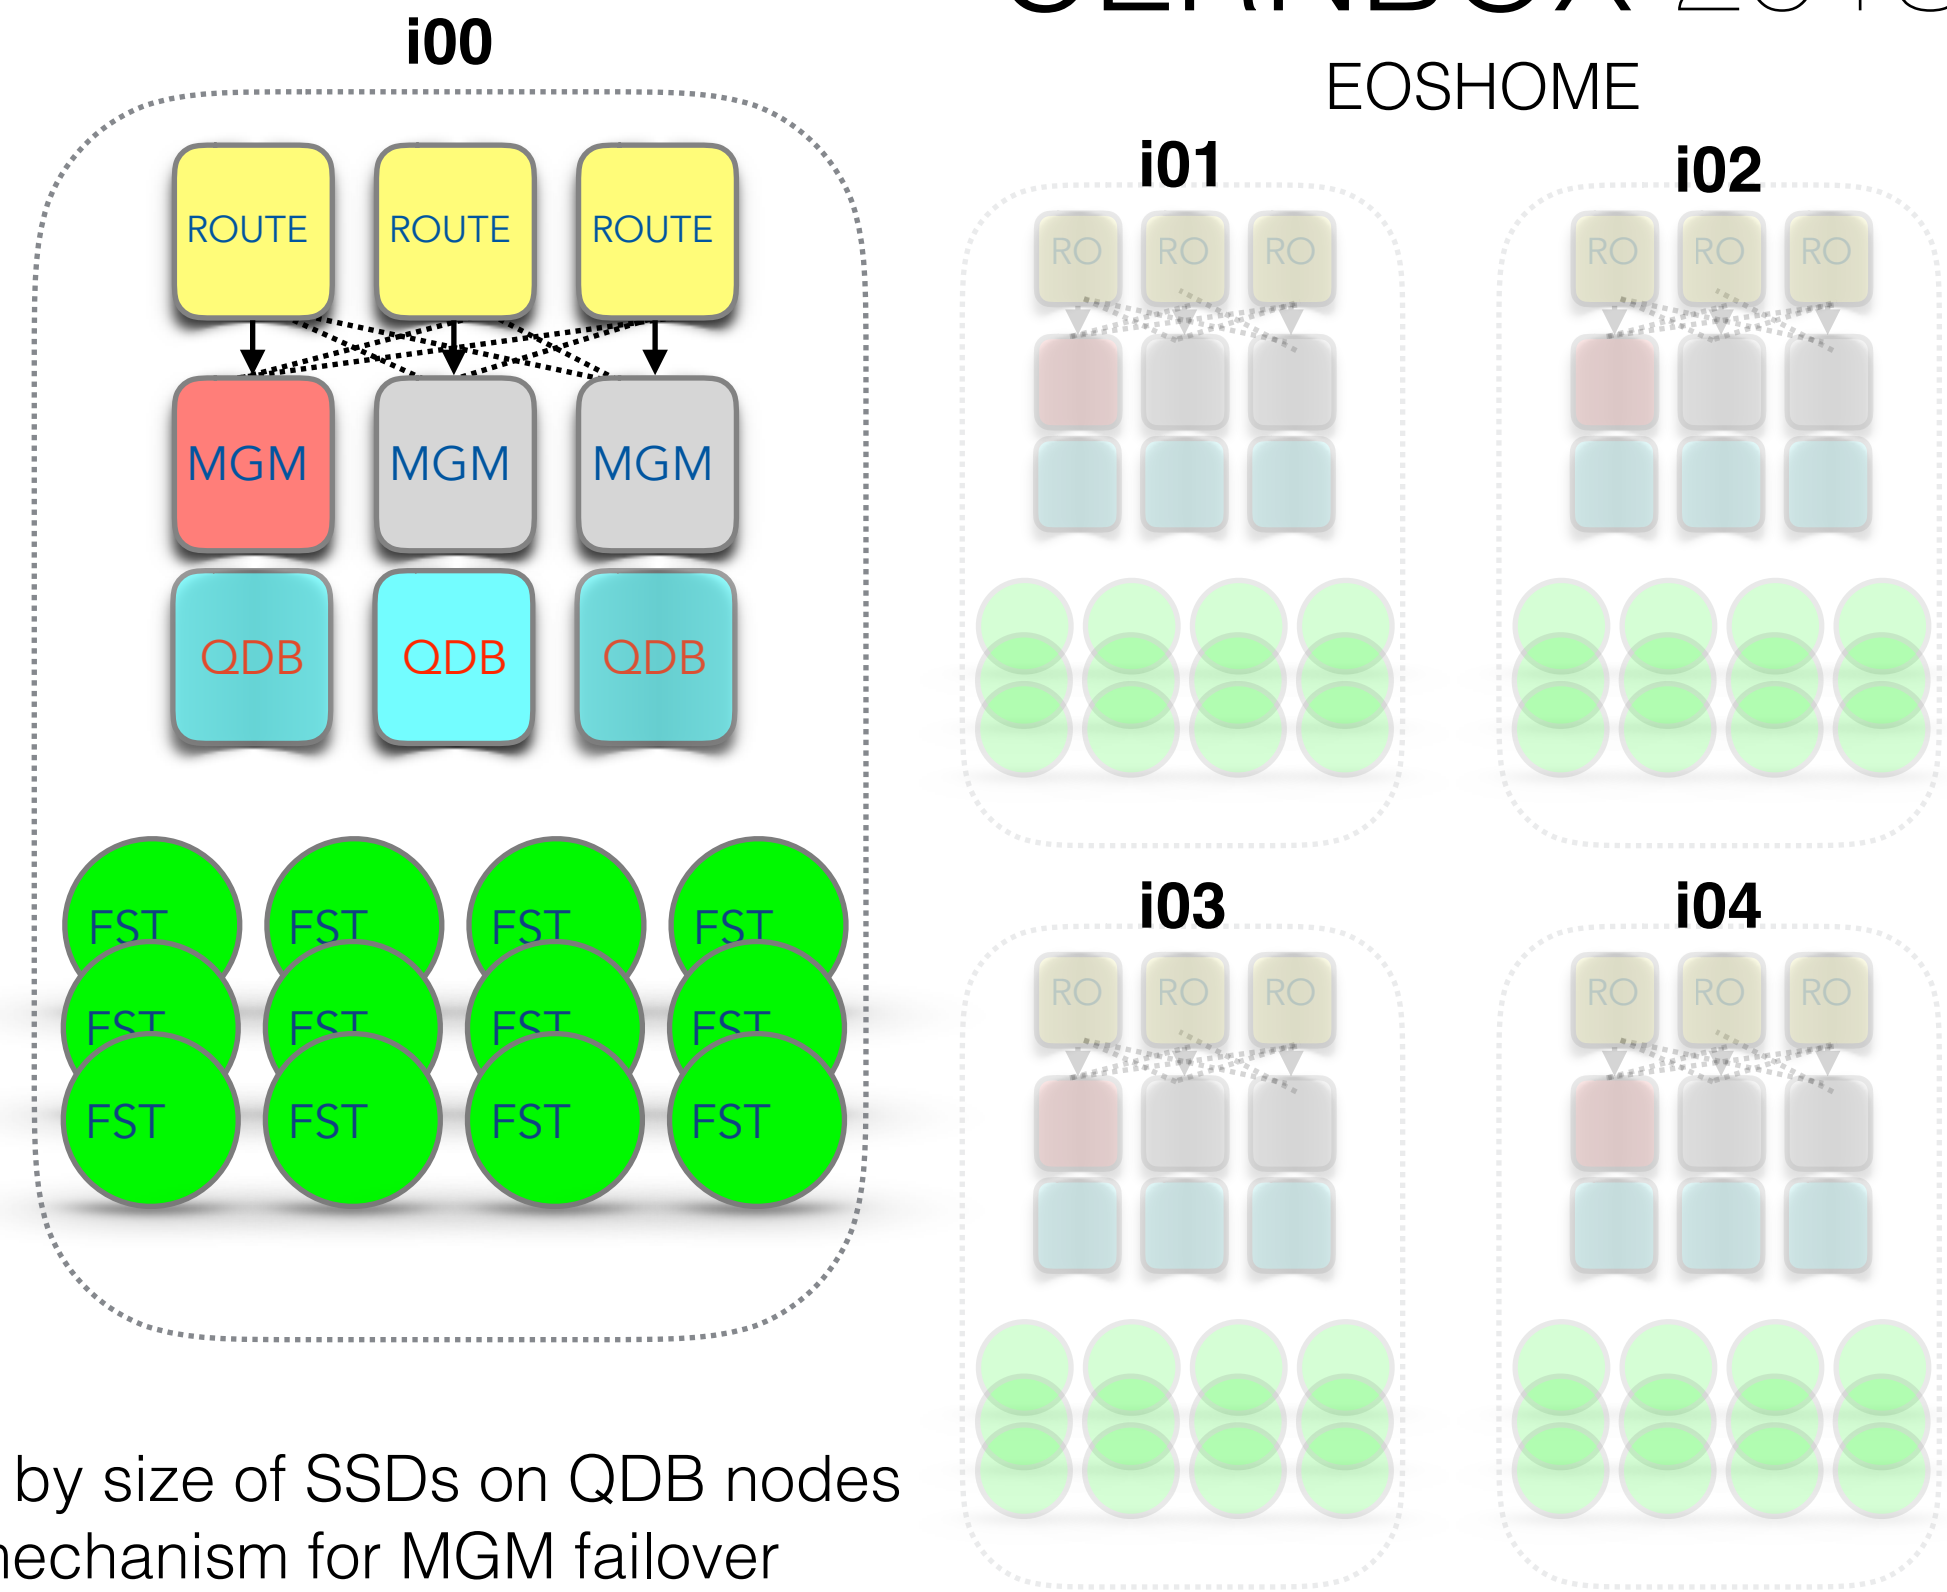 i00
ROUTE ROUTE ROUTE
MGM MGM MGM
QDB QDB QDB
FST FST FST FST
FST FST FST FST
FST FST FST FST
by size of SSDs on QDB nodes
for MGM failover
EOSHOME
i01
RO RO RO
i02
RO RO RO
i03
RO RO RO
i04
RO RO RO